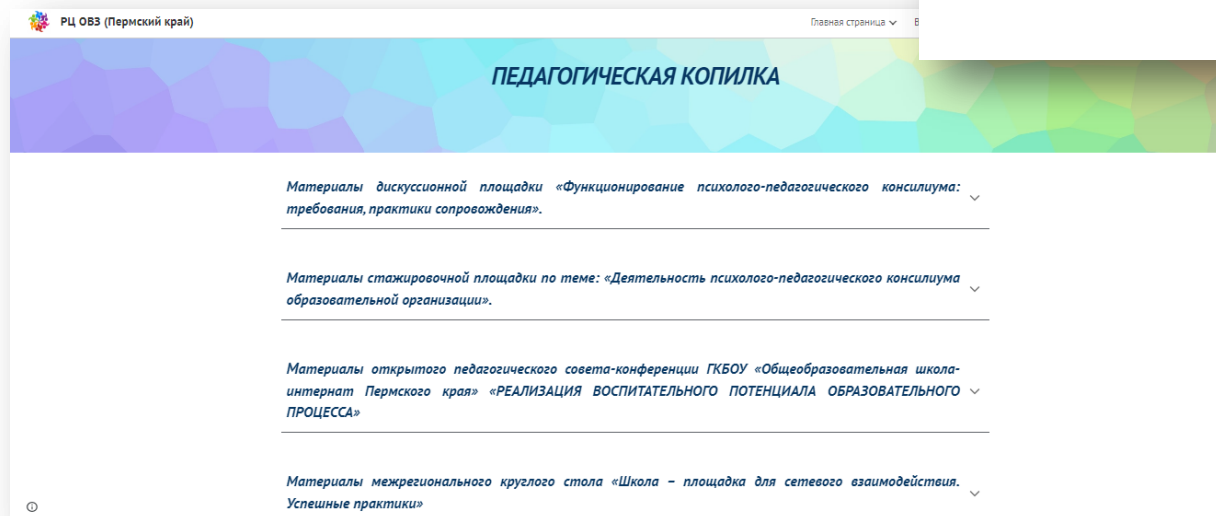 РЦ ОВЗ (Пермский край)
Главная страница
ПЕДАГОГИЧЕСКАЯ КОПИЛКА
Материалы дискуссионной площадки «Функционирование психолого-педагогического консилиума:
требования, практики сопровождения».
Материалы стажировочной площадки по теме: «Деятельность психолого-педагогического консилиума
образовательной организации».
Материалы открытого педагогического совета-конференции ГКБОУ «Общеобразовательная школа-
интернат Пермского края» «РЕАЛИЗАЦИЯ ВОСПИТАТЕЛЬНОГО ПОТЕНЦИАЛА ОБРАЗОВАТЕЛЬНОГО
ПРОЦЕССА»
Материалы межрегионального круглого стола «Школа – площадка для сетевого взаимодействия.
Успешные практики»